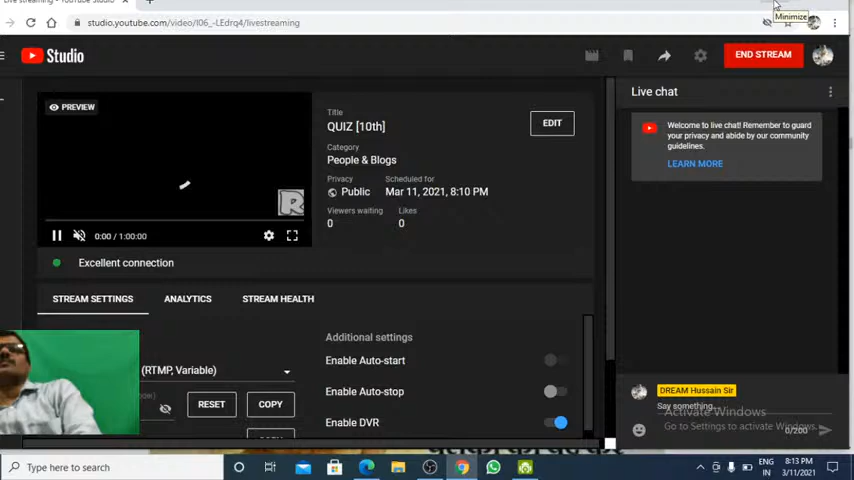 Live streaming - YouTube Studio
Minimize
studio.youtube.com/video/I06_-LEdrq4/livestreaming
Studio
END STREAM
PREVIEW
Title
QUIZ [10th]
EDIT
Category
People & Blogs
Privacy
Scheduled for
Public
Mar 11, 2021, 8:10 PM
Viewers waiting
Likes
0
0
0:00 / 1:00:00
Excellent connection
STREAM SETTINGS
ANALYTICS
STREAM HEALTH
(RTMP, Variable)
RESET
COPY
Additional settings
Enable Auto-start
Enable Auto-stop
Enable DVR
Live chat
Welcome to live chat! Remember to guard
your privacy and abide by our community
guidelines.
LEARN MORE
DREAM Hussain Sir
Say something...
0/200
Activate Windows
Go to Settings to activate Windows.
Type here to search
ENG
IN
8:13 PM
3/11/2021